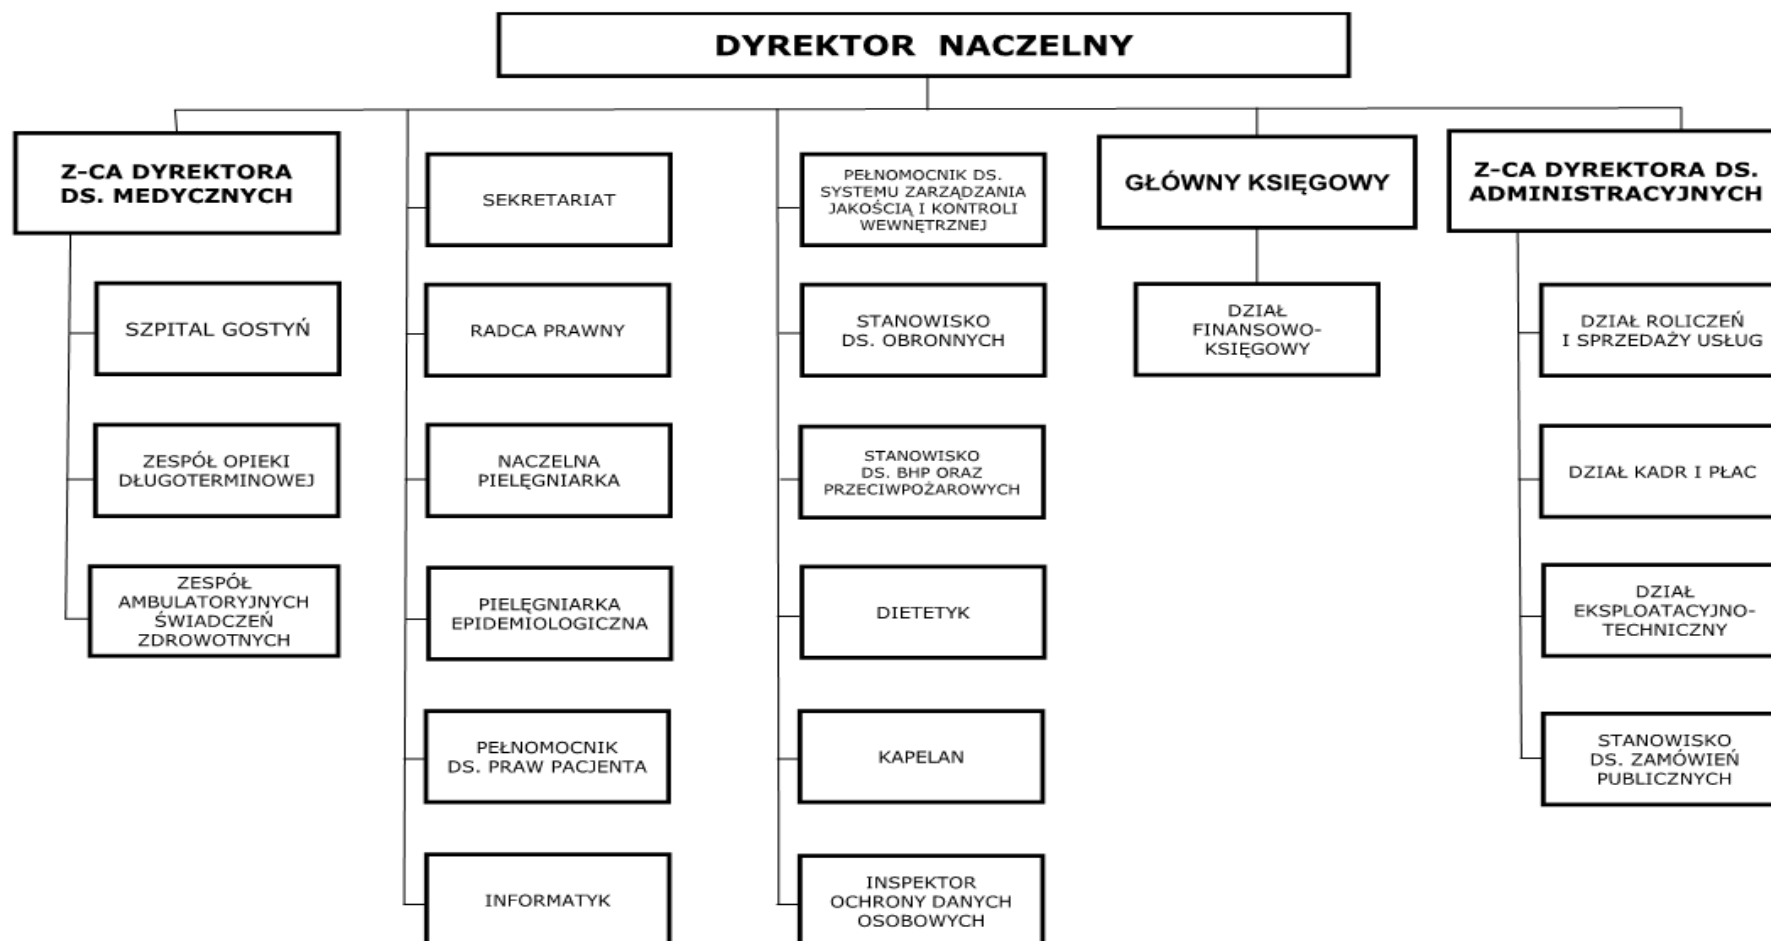 DYREKTOR NACZELNY
Z-CA DYREKTORA
DS. MEDYCZNYCH
SZPITAL GOSTYŃ
ZESPÓŁ OPIEKI
DŁUGOTERMINOWEJ
ZESPÓŁ
AMBULATORYJNYCH
ŚWIADCZEŃ
ZDROWOTNYCH
SEKRETARIAT
RADCA PRAWNY
NACZELNA
PIELĘGNIARKA
PIELĘGNIARKA
EPIDEMIOLOGICZNA
PEŁNOMOCNIK
DS. PRAW PACJENTA
INFORMATYK
PEŁNOMOCNIK DS.
SYSTEMU ZARZĄDZANIA
JAKOŚCIĄ I KONTROLI
WEWNĘTRZNEJ
STANOWISKO
DS. OBRONNYCH
STANOWISKO
DS. BHP ORAZ
PRZECIWPOŻAROWYCH
DIETETYK
KAPELAN
INSPEKTOR
OCHRONY DANYCH
OSOBOWYCH
GŁÓWNY KSIĘGOWY
DZIAŁ
FINANSOWO-
KSIĘGOWY
Z-CA DYREKTORA DS.
ADMINISTRACYJNYCH
DZIAŁ ROLICZEŃ
I SPRZEDAŻY USŁUG
DZIAŁ KADR I PŁAC
DZIAŁ
EKSPLOATACYJNO-
TECHNICZNY
STANOWISKO
DS. ZAMÓWIEŃ
PUBLICZNYCH